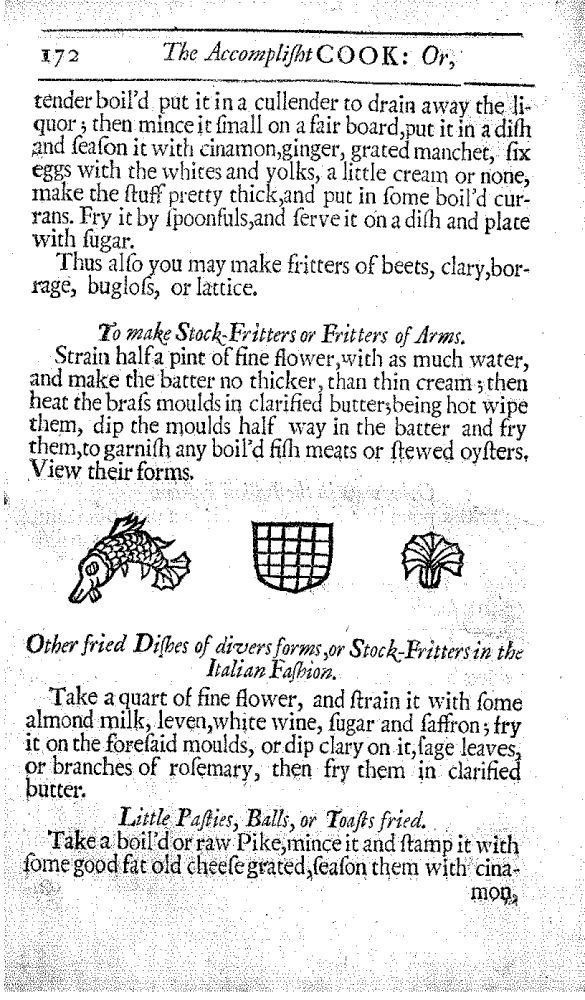 172 The Accompliſht COOK: Or,
tender boil'd put it in a cullender to drain away the li-
quor; then mince it ſmall on a fair board,put it in a diſh
and ſeaſon it with cinamon,ginger, grated manchet, ſix
eggs with the whites and yolks, a little cream or none,
make the ſtuff pretty thick,and put in ſome boil'd cur-
rans. Fry it by ſpoonfuls,and ſerve it on a diſh and plate
with ſugar.
Thus alſo you may make fritters of beets, clary,bor-
rage, bugloſs, or lattice.
To make Stock-Fritters or Fritters of Arms.
Strain half a pint of fine flower,with as much water,
and make the batter no thicker, than thin cream; then
heat the braſs moulds in clarified butter;being hot wipe
them, dip the moulds half way in the batter and fry
them,to garniſh any boil'd fiſh meats or ſtewed oyſters.
View their forms.
Other fried Diſhes of divers forms,or Stock-Fritters in the
Italian Faſhion.
Take a quart of fine flower, and ſtrain it with ſome
almond milk, leven,white wine, ſugar and ſaffron; fry
it on the foreſaid moulds, or dip clary on it,ſage leaves,
or branches of roſemary, then fry them in clarified
butter.
Little Paſties, Balls, or Toaſts fried.
Take a boil'd or raw Pike,mince it and ſtamp it with
ſome good fat old cheeſe grated,ſeaſon them with cina-
mon,